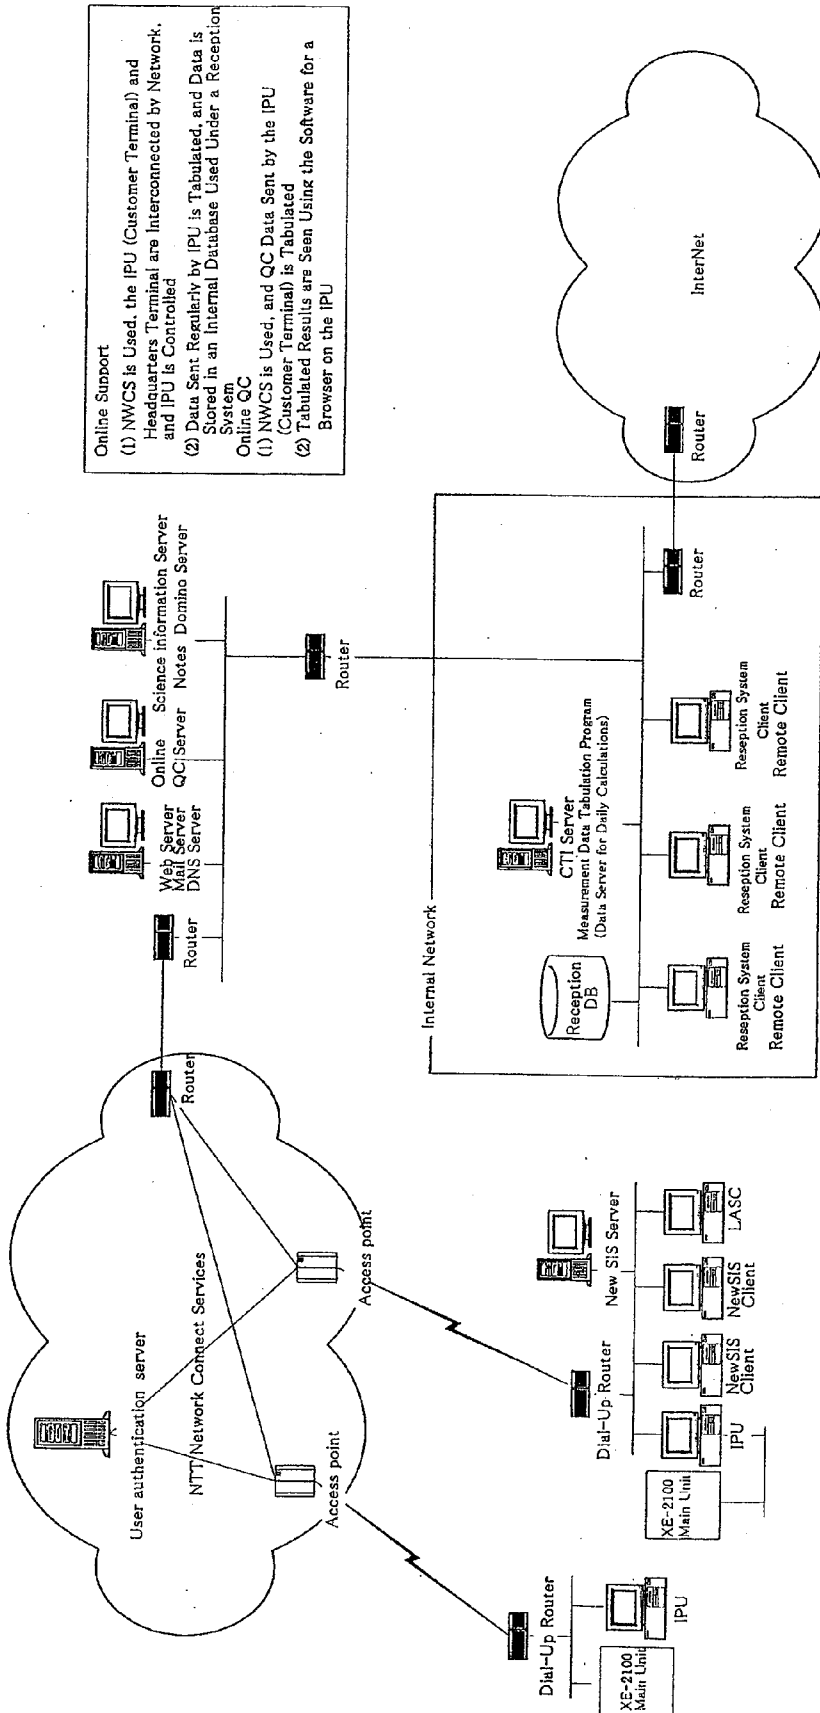 Online Support
(1) NWCS is Used, the IPU (Customer Terminal) and
Headquarters Terminal are Interconnected by Network,
and IPU is Controlled
(2) Data Sent Regularly by IPU is Tabulated, and Data is
Stored in an Internal Database Used Under a Reception
System
Online QC
(1) NWCS is Used, and QC Data Sent by the IPU
(Customer Terminal) is Tabulated
(2) Tabulated Results are Seen Using the Software for a
Browser on the IPU
User authentication server
NTT Network Connect Services
Access point
Access point
Router
Router
Web Server
Mail Server
DNS Server
Online
QC Server
Science information Server
Notes Domino Server
Router
Internal Network
Reception
DB
CTI Server
Measurement Data Tabulation Program
(Data Server for Daily Calculations)
Reseption System
Client
Remote Client
Reseption System
Client
Remote Client
Reseption System
Client
Remote Client
Router
Router
InterNet
Dial-Up Router
XE-2100
Main Unit
IPU
Dial-Up Router
New SIS Server
XE-2100
Main Unit
IPU
NewSIS
Client
NewSIS
Client
LASC